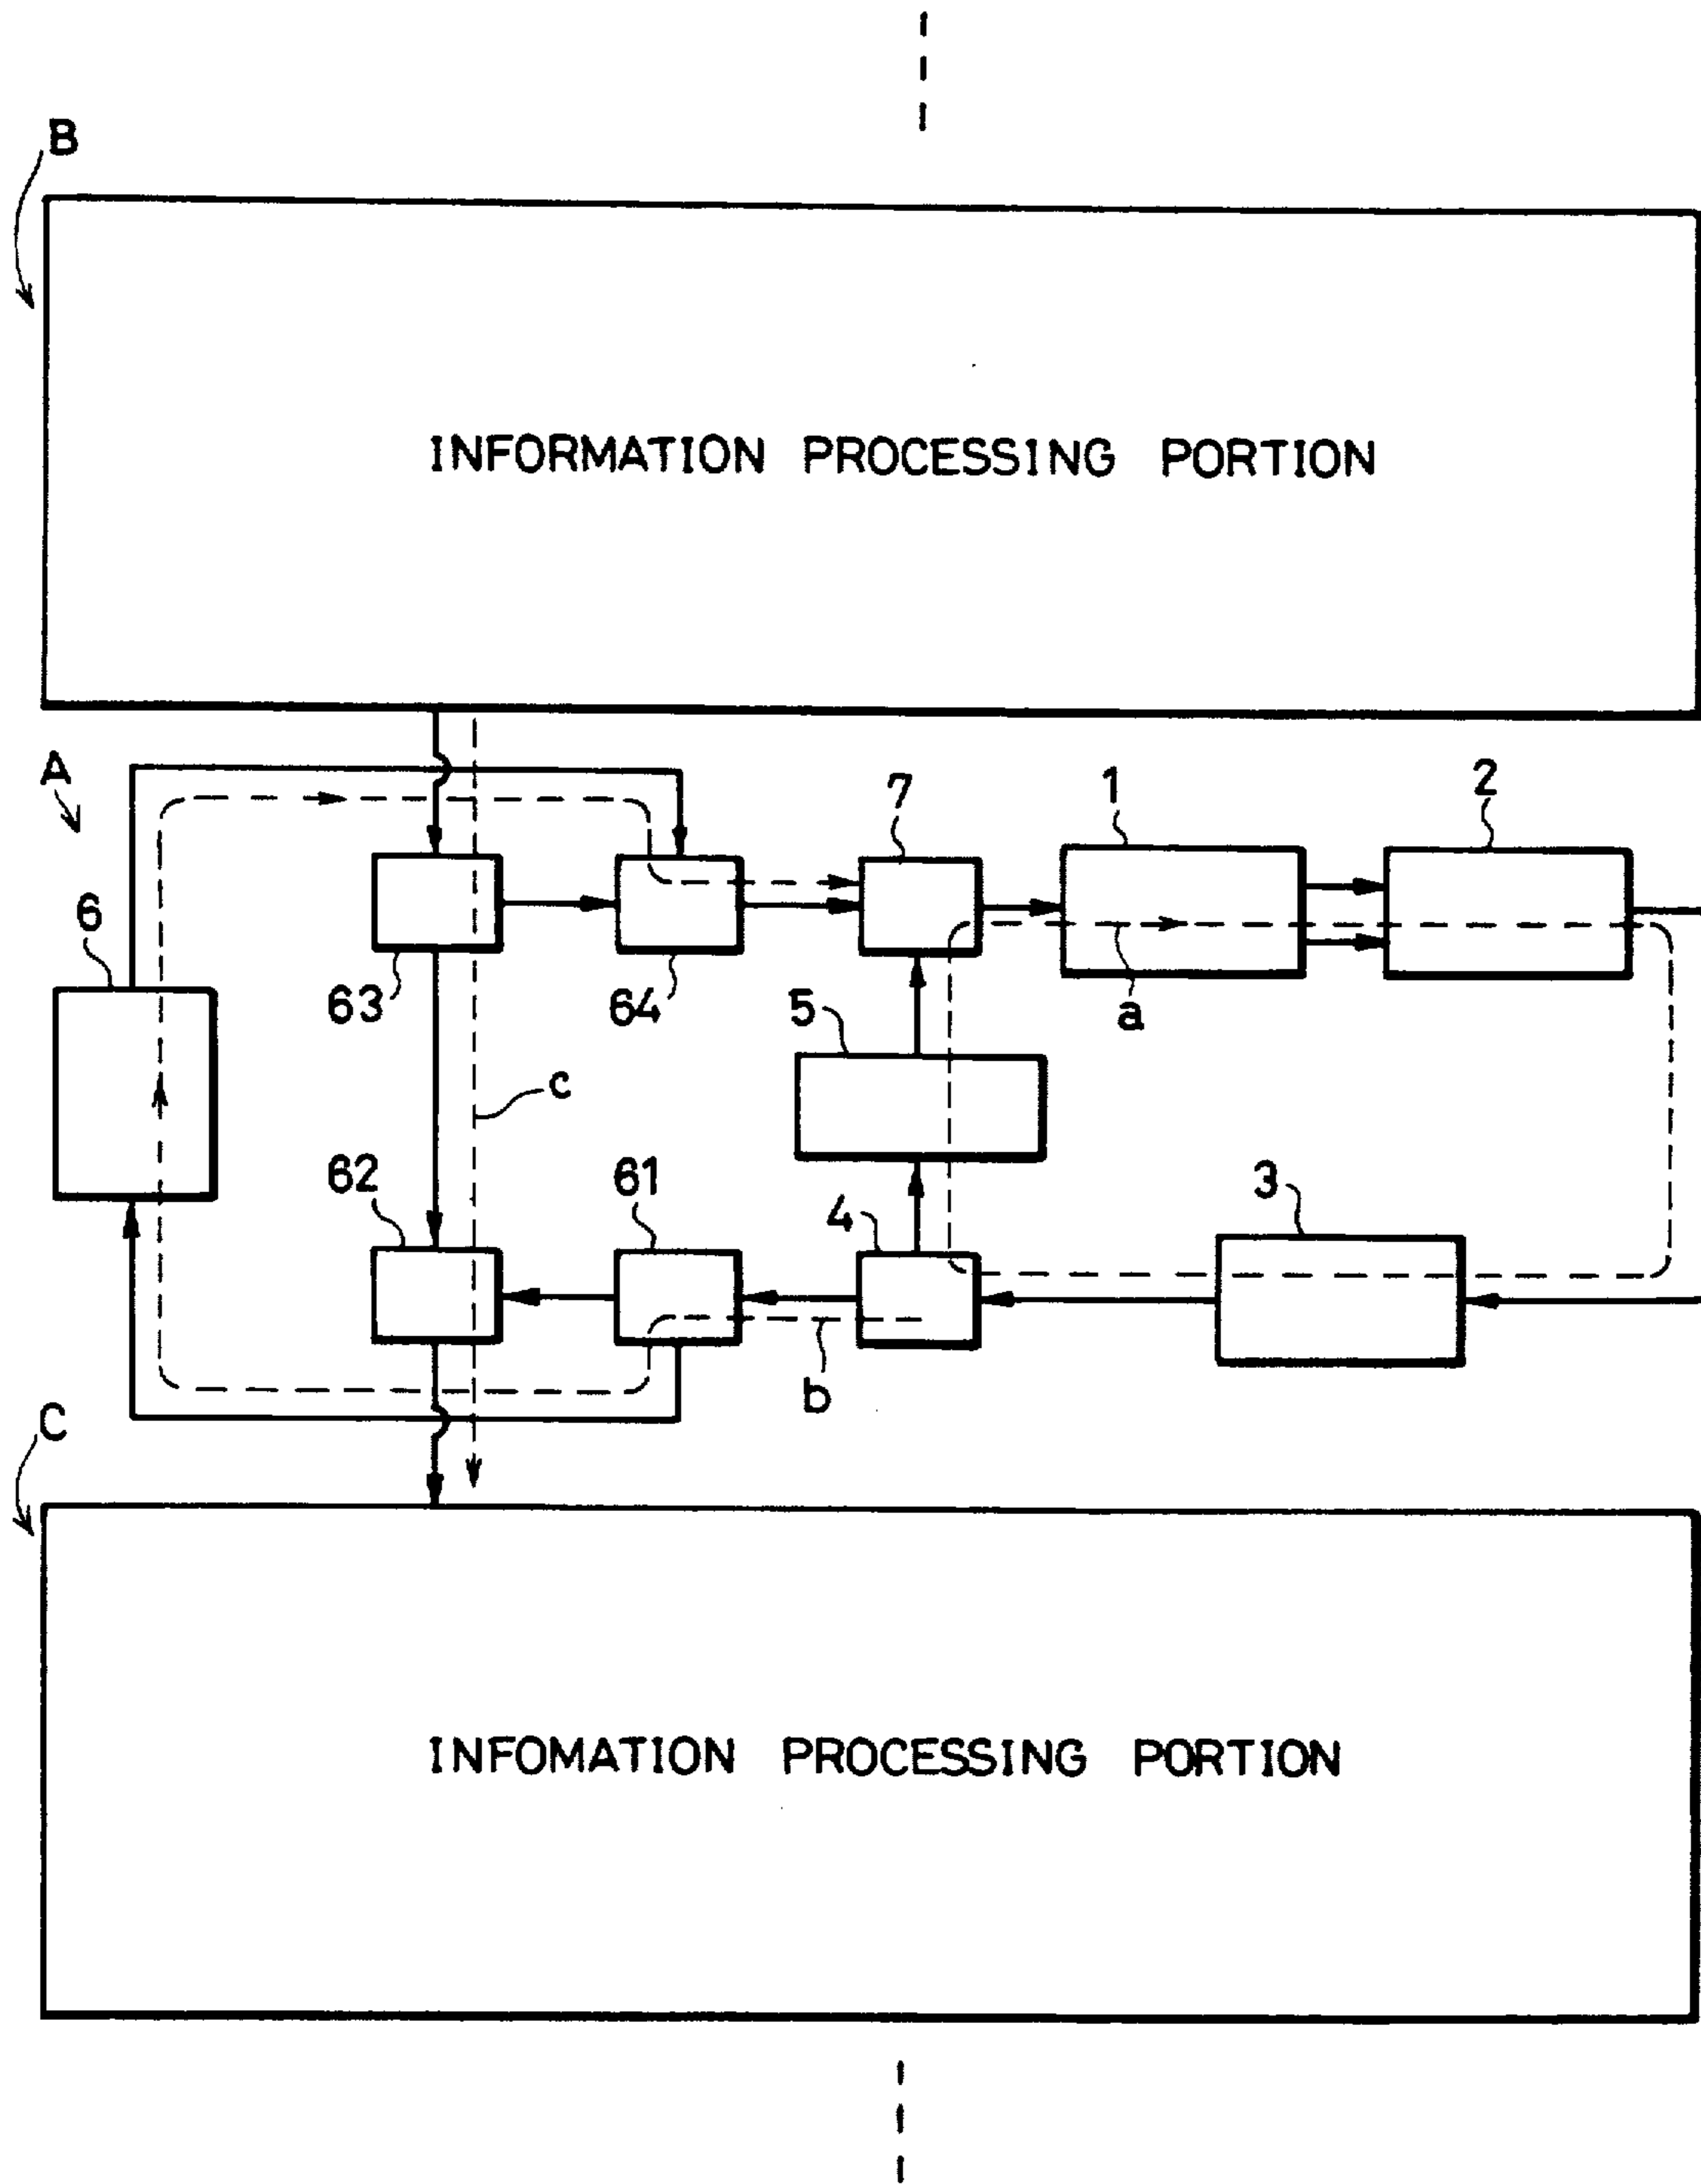 B
INFORMATION PROCESSING PORTION
A
7
1
2
6
63
64
5
a
c
62
61
4
3
b
C
INFOMATION PROCESSING PORTION